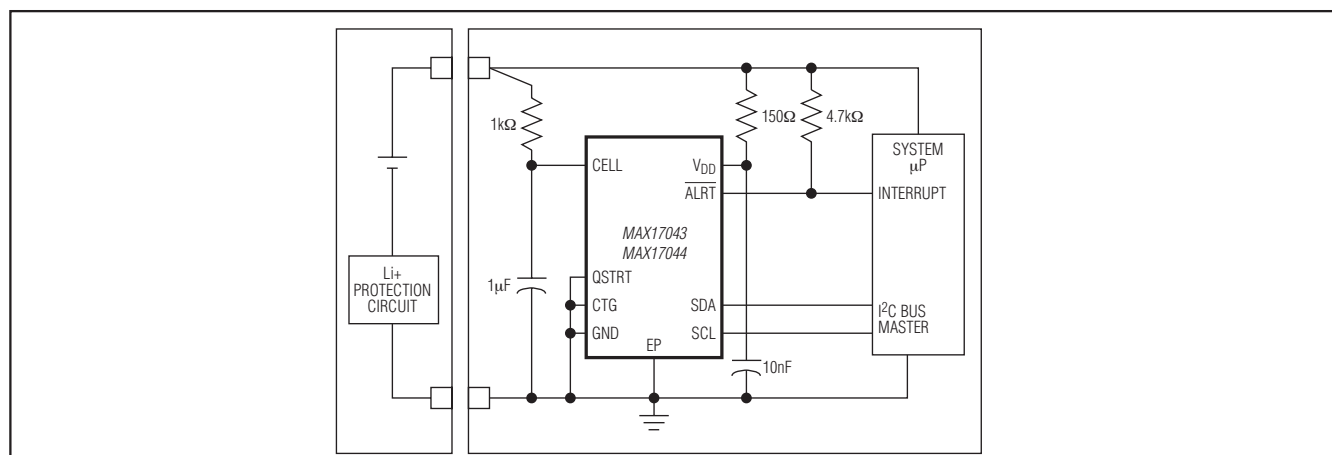 1kΩ
150Ω
4.7kΩ
CELL
VDD
ALRT
SYSTEM
µP
INTERRUPT
MAX17043
MAX17044
Li+
PROTECTION
CIRCUIT
1µF
QSTRT
CTG
GND
EP
SDA
SCL
I²C BUS
MASTER
10nF